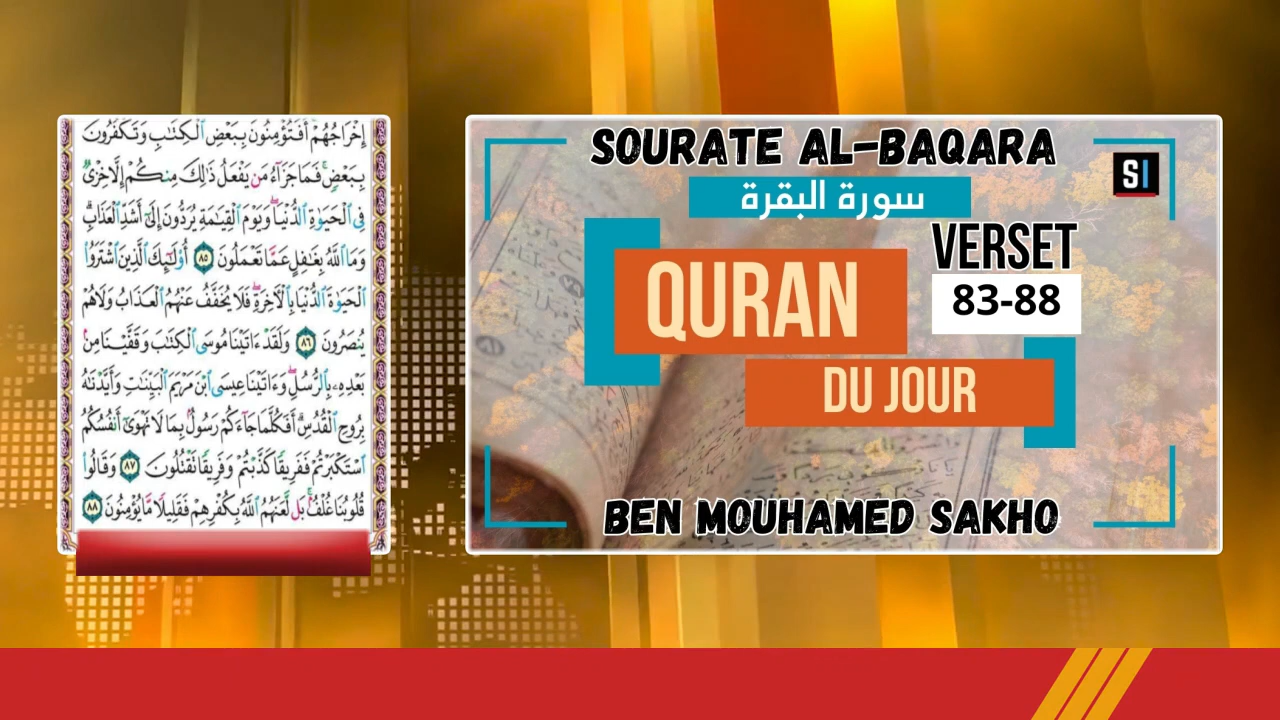 إِخْرَاجُهُمْ أَفَتُؤْمِنُونَ بِبَعْضِ ٱلْكِتَٰبِ وَتَكْفُرُونَ
بِبَعْضٍ فَمَا جَزَآءُ مَن يَفْعَلُ ذَٰلِكَ مِنكُمْ إِلَّا خِزْىٌ
فِى ٱلْحَيَوٰةِ ٱلدُّنْيَا وَيَوْمَ ٱلْقِيَٰمَةِ يُرَدُّونَ إِلَىٰٓ أَشَدِّ ٱلْعَذَابِ
وَمَا ٱللَّهُ بِغَٰفِلٍ عَمَّا تَعْمَلُونَ ٨٥ أُو۟لَٰٓئِكَ ٱلَّذِينَ ٱشْتَرَوُا۟
ٱلْحَيَوٰةَ ٱلدُّنْيَا بِٱلْأَخِرَةِ فَلَا يُخَفَّفُ عَنْهُمُ ٱلْعَذَابُ وَلَا هُمْ
يُنصَرُونَ ٨٦ وَلَقَدْ ءَاتَيْنَا مُوسَى ٱلْكِتَٰبَ وَقَفَّيْنَا مِنۢ
بَعْدِهِۦ بِٱلرُّسُلِ وَءَاتَيْنَا عِيسَى ٱبْنَ مَرْيَمَ ٱلْبَيِّنَٰتِ وَأَيَّدْنَٰهُ
بِرُوحِ ٱلْقُدُسِ أَفَكُلَّمَا جَآءَكُمْ رَسُولٌۢ بِمَا لَا تَهْوَىٰٓ أَنفُسُكُمُ
ٱسْتَكْبَرْتُمْ فَفَرِيقًا كَذَّبْتُمْ وَفَرِيقًا تَقْتُلُونَ ٨٧ وَقَالُوا۟
قُلُوبُنَا غُلْفٌۢ بَل لَّعَنَهُمُ ٱللَّهُ بِكُفْرِهِمْ فَقَلِيلًا مَّا يُؤْمِنُونَ ٨٨
SOURATE AL-BAQARA
سورة البقرة
SI
VERSET
83-88
QURAN
DU JOUR
BEN MOUHAMED SAKHO